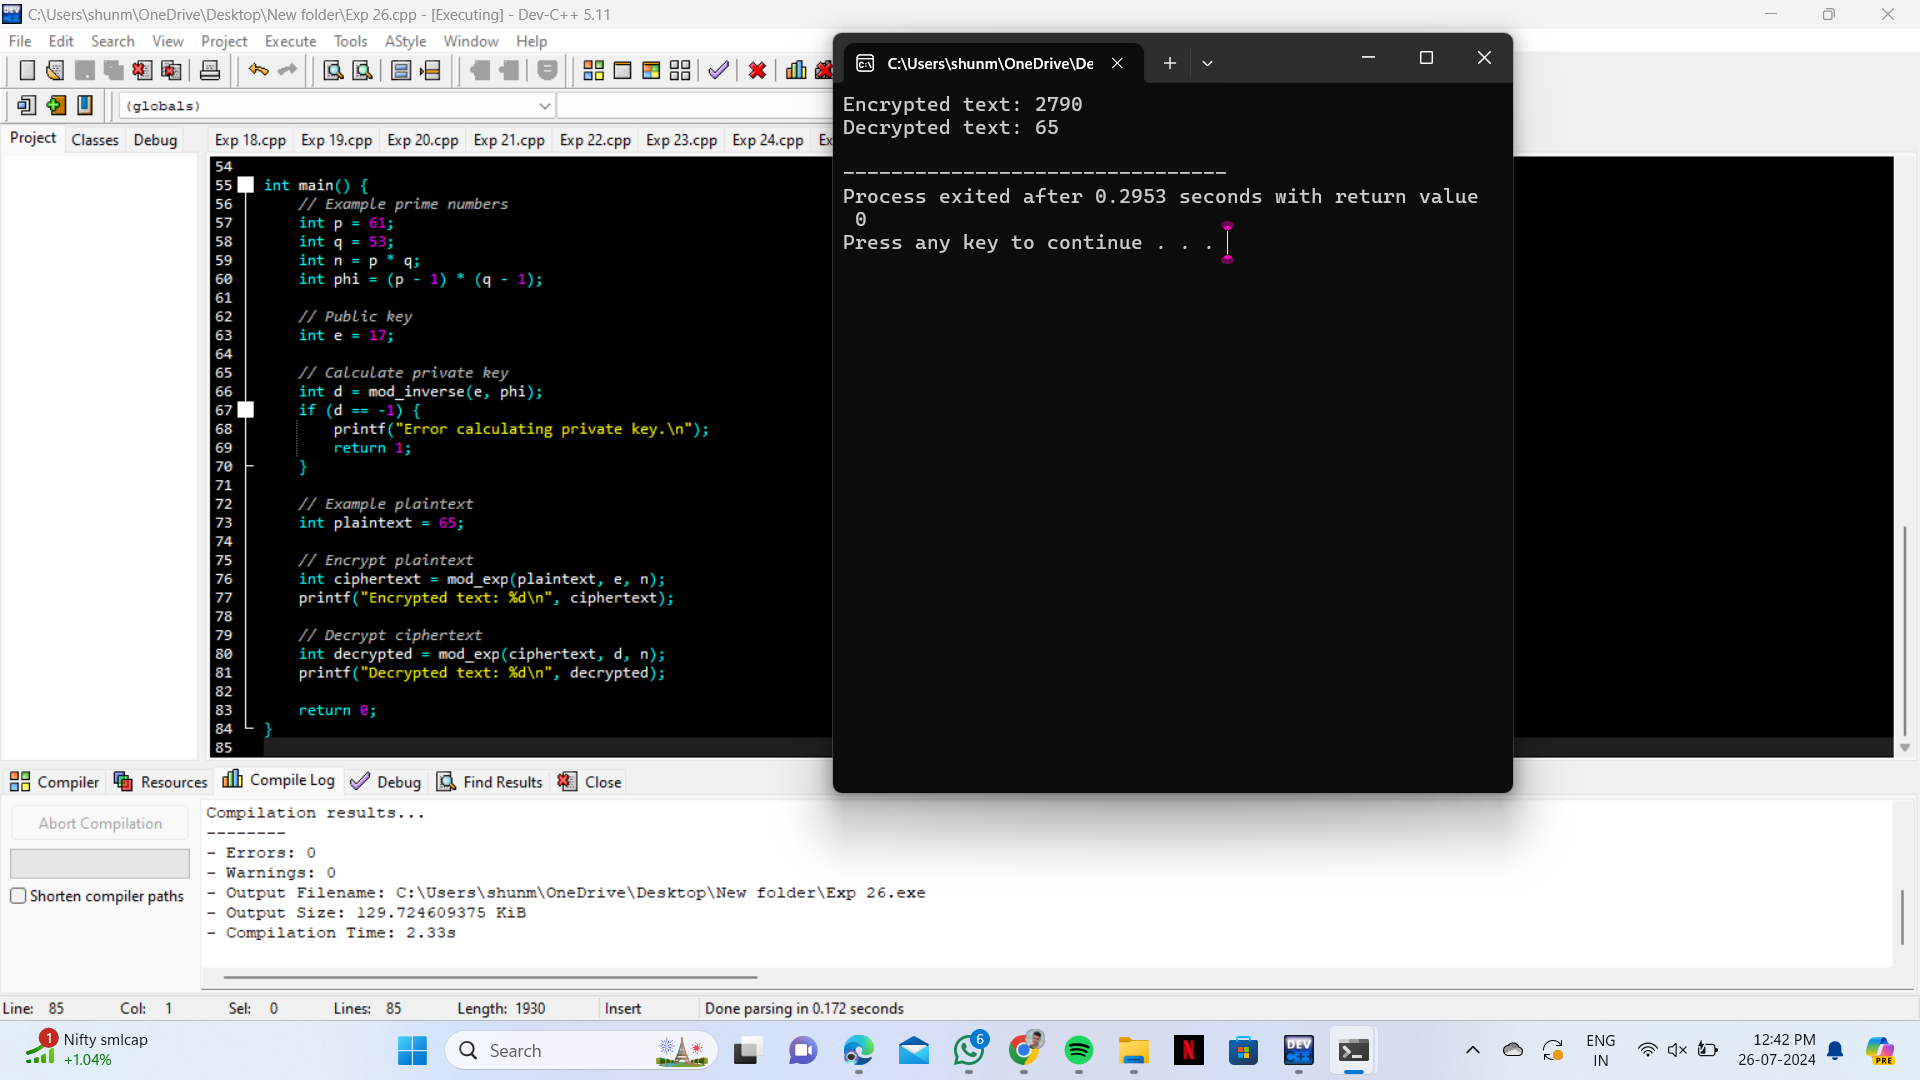 C:\Users\shunm\OneDrive\Desktop\New folder\Exp 26.cpp - [Executing] - Dev-C++ 5.11
File Edit Search View Project Execute Tools AStyle Window Help
(globals)
Project Classes Debug
Exp 18.cpp Exp 19.cpp Exp 20.cpp Exp 21.cpp Exp 22.cpp Exp 23.cpp Exp 24.cpp Ex
54
55 int main() {
56 // Example prime numbers
57 int p = 61;
58 int q = 53;
59 int n = p * q;
60 int phi = (p - 1) * (q - 1);
61
62 // Public key
63 int e = 17;
64
65 // Calculate private key
66 int d = mod_inverse(e, phi);
67 if (d == -1) {
68 printf("Error calculating private key.\n");
69 return 1;
70 }
71
72 // Example plaintext
73 int plaintext = 65;
74
75 // Encrypt plaintext
76 int ciphertext = mod_exp(plaintext, e, n);
77 printf("Encrypted text: %d\n", ciphertext);
78
79 // Decrypt ciphertext
80 int decrypted = mod_exp(ciphertext, d, n);
81 printf("Decrypted text: %d\n", decrypted);
82
83 return 0;
84 }
85
C:\Users\shunm\OneDrive\De
Encrypted text: 2790
Decrypted text: 65
--------------------------------
Process exited after 0.2953 seconds with return value
0
Press any key to continue . . .
Compiler Resources Compile Log Debug Find Results Close
Abort Compilation
Shorten compiler paths
Compilation results...
--------
- Errors: 0
- Warnings: 0
- Output Filename: C:\Users\shunm\OneDrive\Desktop\New folder\Exp 26.exe
- Output Size: 129.724609375 KiB
- Compilation Time: 2.33s
Line: 85 Col: 1 Sel: 0 Lines: 85 Length: 1930 Insert Done parsing in 0.172 seconds
1
Nifty smlcap
+1.04%
Search
6
DEV
C++
N
ENG
IN
12:42 PM
26-07-2024
PRE